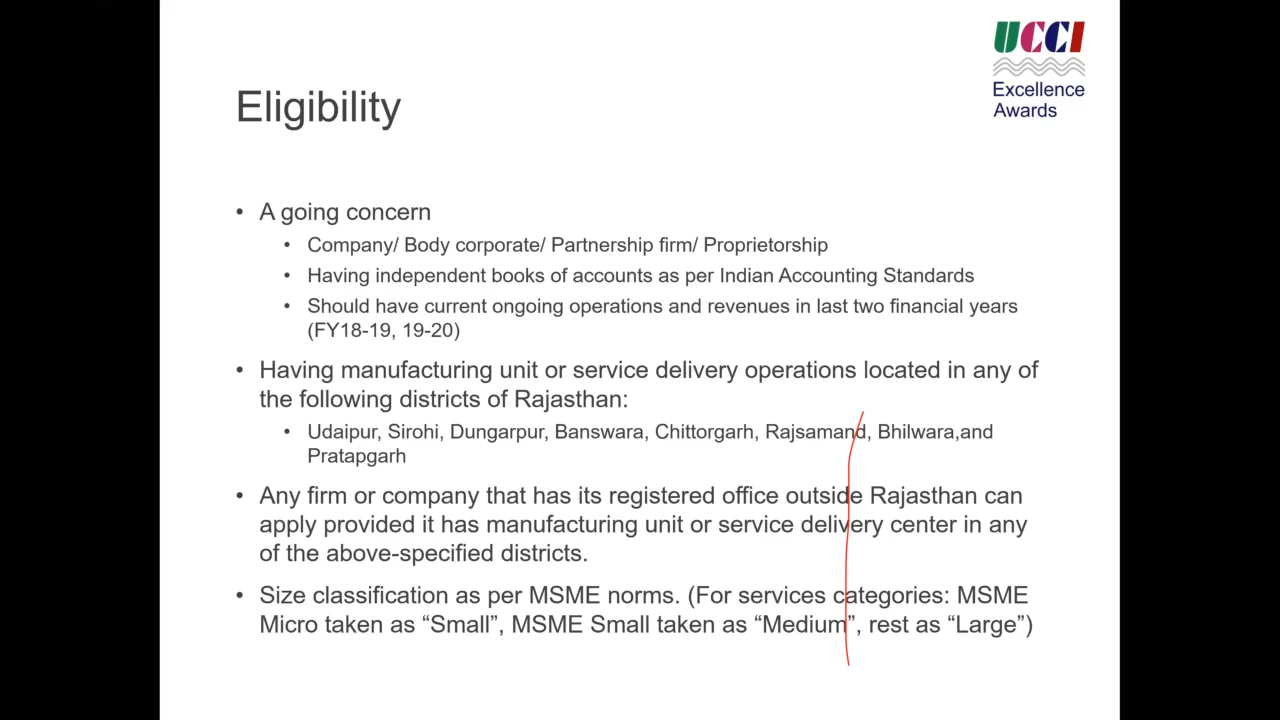 UCCI
Excellence
Awards
Eligibility
• A going concern
• Company/ Body corporate/ Partnership firm/ Proprietorship
• Having independent books of accounts as per Indian Accounting Standards
• Should have current ongoing operations and revenues in last two financial years
(FY18-19, 19-20)
• Having manufacturing unit or service delivery operations located in any of
the following districts of Rajasthan:
• Udaipur, Sirohi, Dungarpur, Banswara, Chittorgarh, Rajsamand, Bhilwara,and
Pratapgarh
• Any firm or company that has its registered office outside Rajasthan can
apply provided it has manufacturing unit or service delivery center in any
of the above-specified districts.
• Size classification as per MSME norms. (For services categories: MSME
Micro taken as “Small”, MSME Small taken as “Medium”, rest as “Large”)